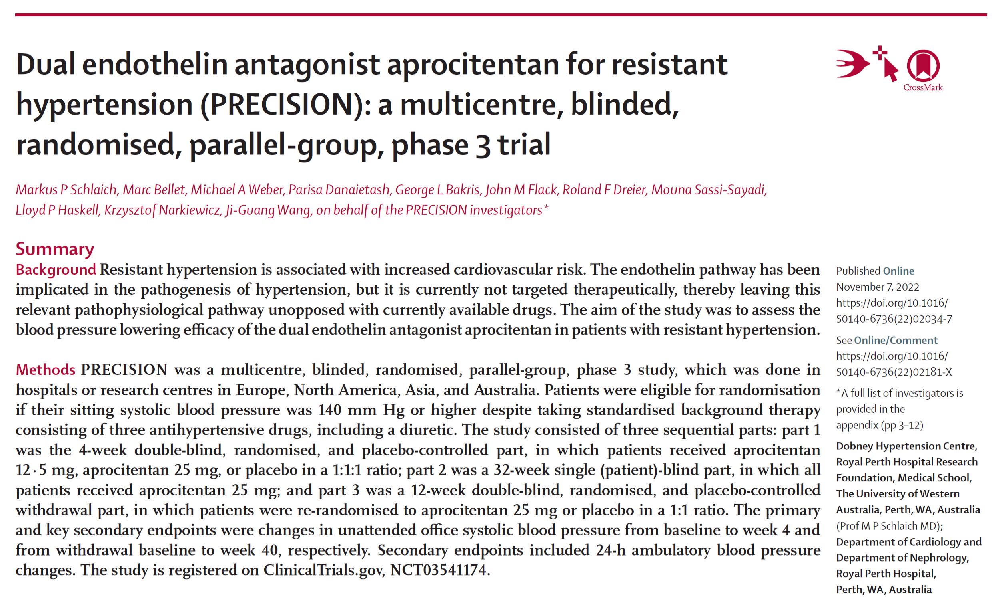 Dual endothelin antagonist aprocitentan for resistant
hypertension (PRECISION): a multicentre, blinded,
randomised, parallel-group, phase 3 trial
CrossMark
Markus P Schlaich, Marc Bellet, Michael A Weber, Parisa Danaietash, George L Bakris, John M Flack, Roland F Dreier, Mouna Sassi-Sayadi,
Lloyd P Haskell, Krzysztof Narkiewicz, Ji-Guang Wang, on behalf of the PRECISION investigators*
Summary
Background Resistant hypertension is associated with increased cardiovascular risk. The endothelin pathway has been
implicated in the pathogenesis of hypertension, but it is currently not targeted therapeutically, thereby leaving this
relevant pathophysiological pathway unopposed with currently available drugs. The aim of the study was to assess the
blood pressure lowering efficacy of the dual endothelin antagonist aprocitentan in patients with resistant hypertension.
Methods PRECISION was a multicentre, blinded, randomised, parallel-group, phase 3 study, which was done in
hospitals or research centres in Europe, North America, Asia, and Australia. Patients were eligible for randomisation
if their sitting systolic blood pressure was 140 mm Hg or higher despite taking standardised background therapy
consisting of three antihypertensive drugs, including a diuretic. The study consisted of three sequential parts: part 1
was the 4-week double-blind, randomised, and placebo-controlled part, in which patients received aprocitentan
12·5 mg, aprocitentan 25 mg, or placebo in a 1:1:1 ratio; part 2 was a 32-week single (patient)-blind part, in which all
patients received aprocitentan 25 mg; and part 3 was a 12-week double-blind, randomised, and placebo-controlled
withdrawal part, in which patients were re-randomised to aprocitentan 25 mg or placebo in a 1:1 ratio. The primary
and key secondary endpoints were changes in unattended office systolic blood pressure from baseline to week 4 and
from withdrawal baseline to week 40, respectively. Secondary endpoints included 24-h ambulatory blood pressure
changes. The study is registered on ClinicalTrials.gov, NCT03541174.
Published Online
November 7, 2022
https://doi.org/10.1016/
S0140-6736(22)02034-7
See Online/Comment
https://doi.org/10.1016/
S0140-6736(22)02181-X
*A full list of investigators is
provided in the
appendix (pp 3–12)
Dobney Hypertension Centre,
Royal Perth Hospital Research
Foundation, Medical School,
The University of Western
Australia, Perth, WA, Australia
(Prof M P Schlaich MD);
Department of Cardiology and
Department of Nephrology,
Royal Perth Hospital,
Perth, WA, Australia